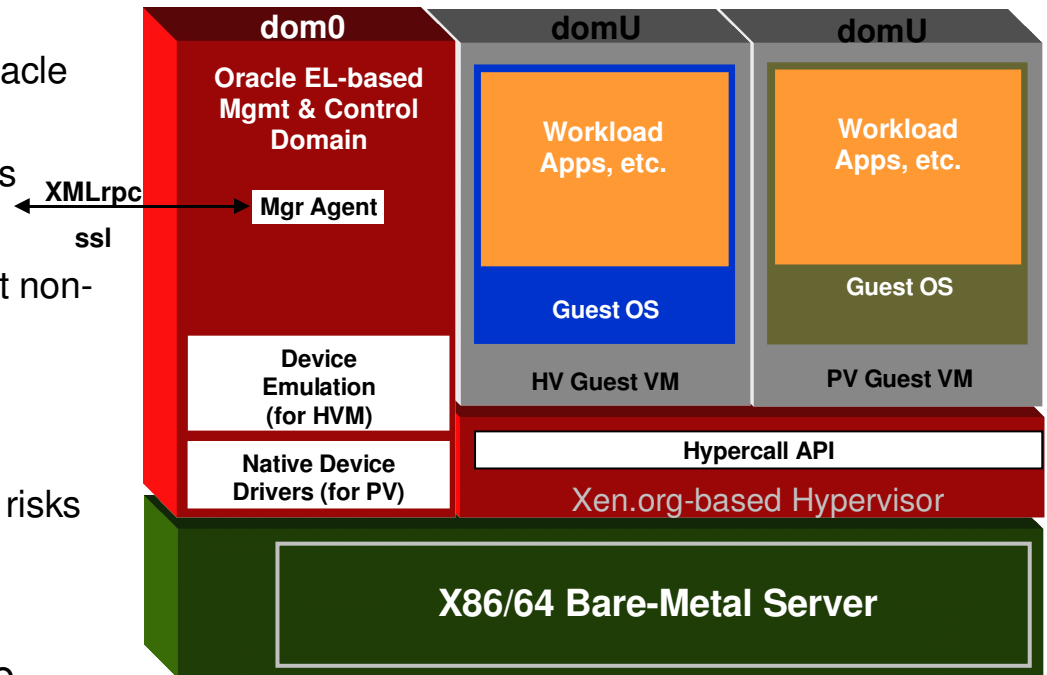 acle
s
t non-
risks
XMLrpc
ssl
dom0
Oracle EL-based
Mgmt & Control
Domain
Mgr Agent
Device
Emulation
(for HVM)
Native Device
Drivers (for PV)
domU
Workload
Apps, etc.
Guest OS
HV Guest VM
domU
Workload
Apps, etc.
Guest OS
PV Guest VM
Hypercall API
Xen.org-based Hypervisor
X86/64 Bare-Metal Server